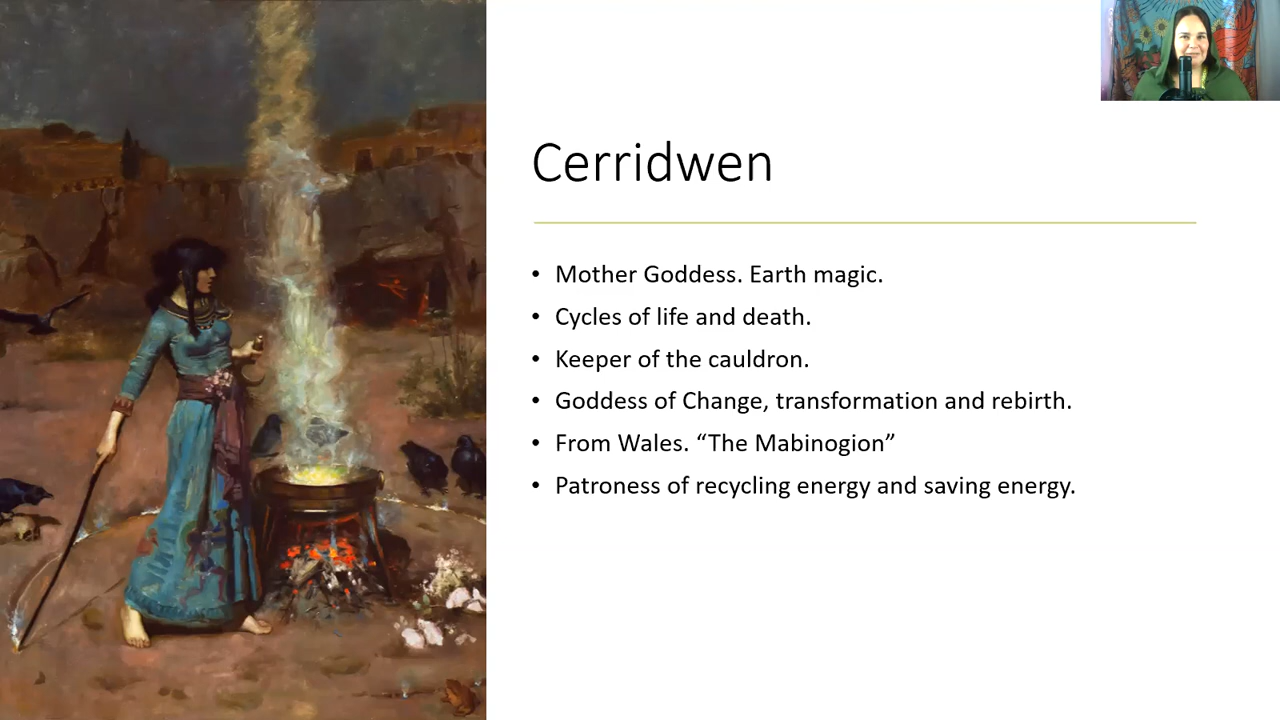 Cerridwen
• Mother Goddess. Earth magic.
• Cycles of life and death.
• Keeper of the cauldron.
• Goddess of Change, transformation and rebirth.
• From Wales. “The Mabinogion”
• Patroness of recycling energy and saving energy.